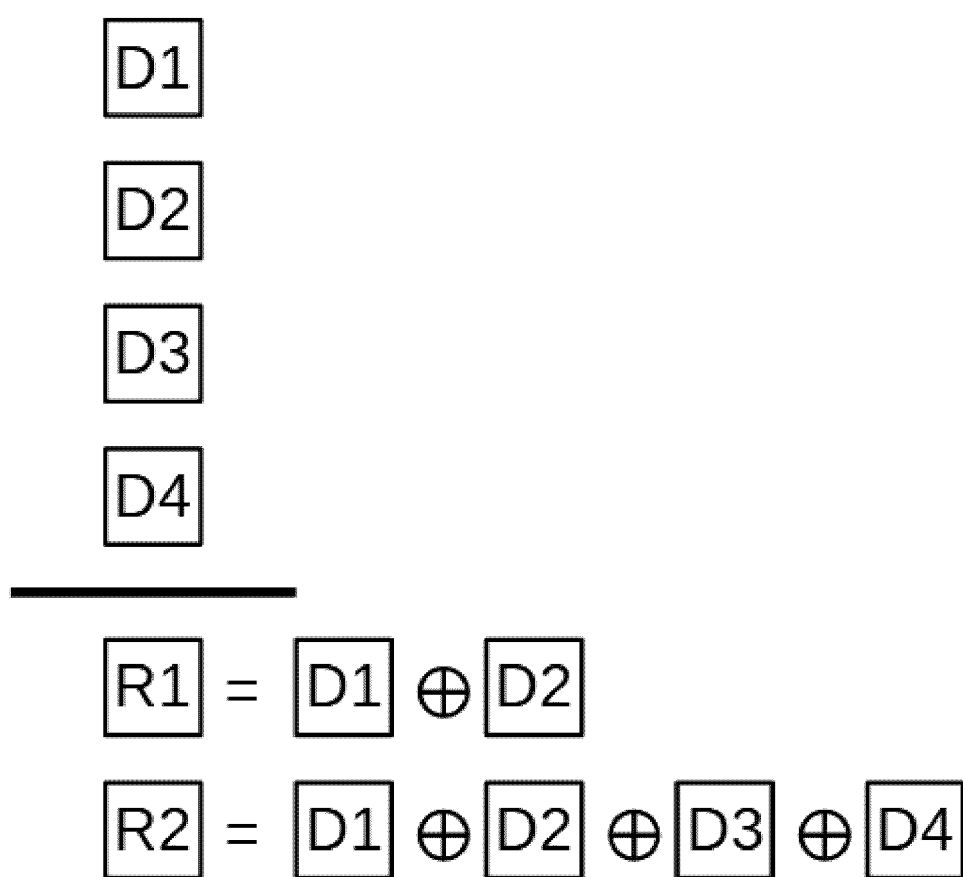 D1
D2
D3
D4
R1 = D1 ⊕ D2
R2 = D1 ⊕ D2 ⊕ D3 ⊕ D4